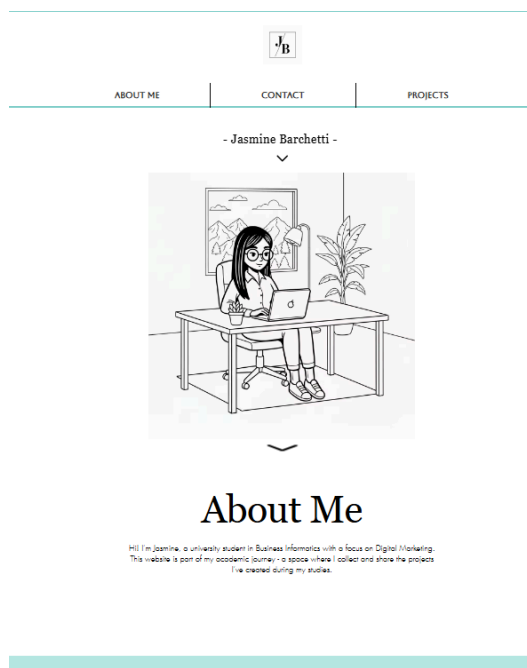 J/B
ABOUT ME
CONTACT
PROJECTS
- Jasmine Barchetti -
About Me
Hi! I'm Jasmine, a university student in Business Informatics with a focus on Digital Marketing.
This website is part of my academic journey - a space where I collect and share the projects
I've created during my studies.